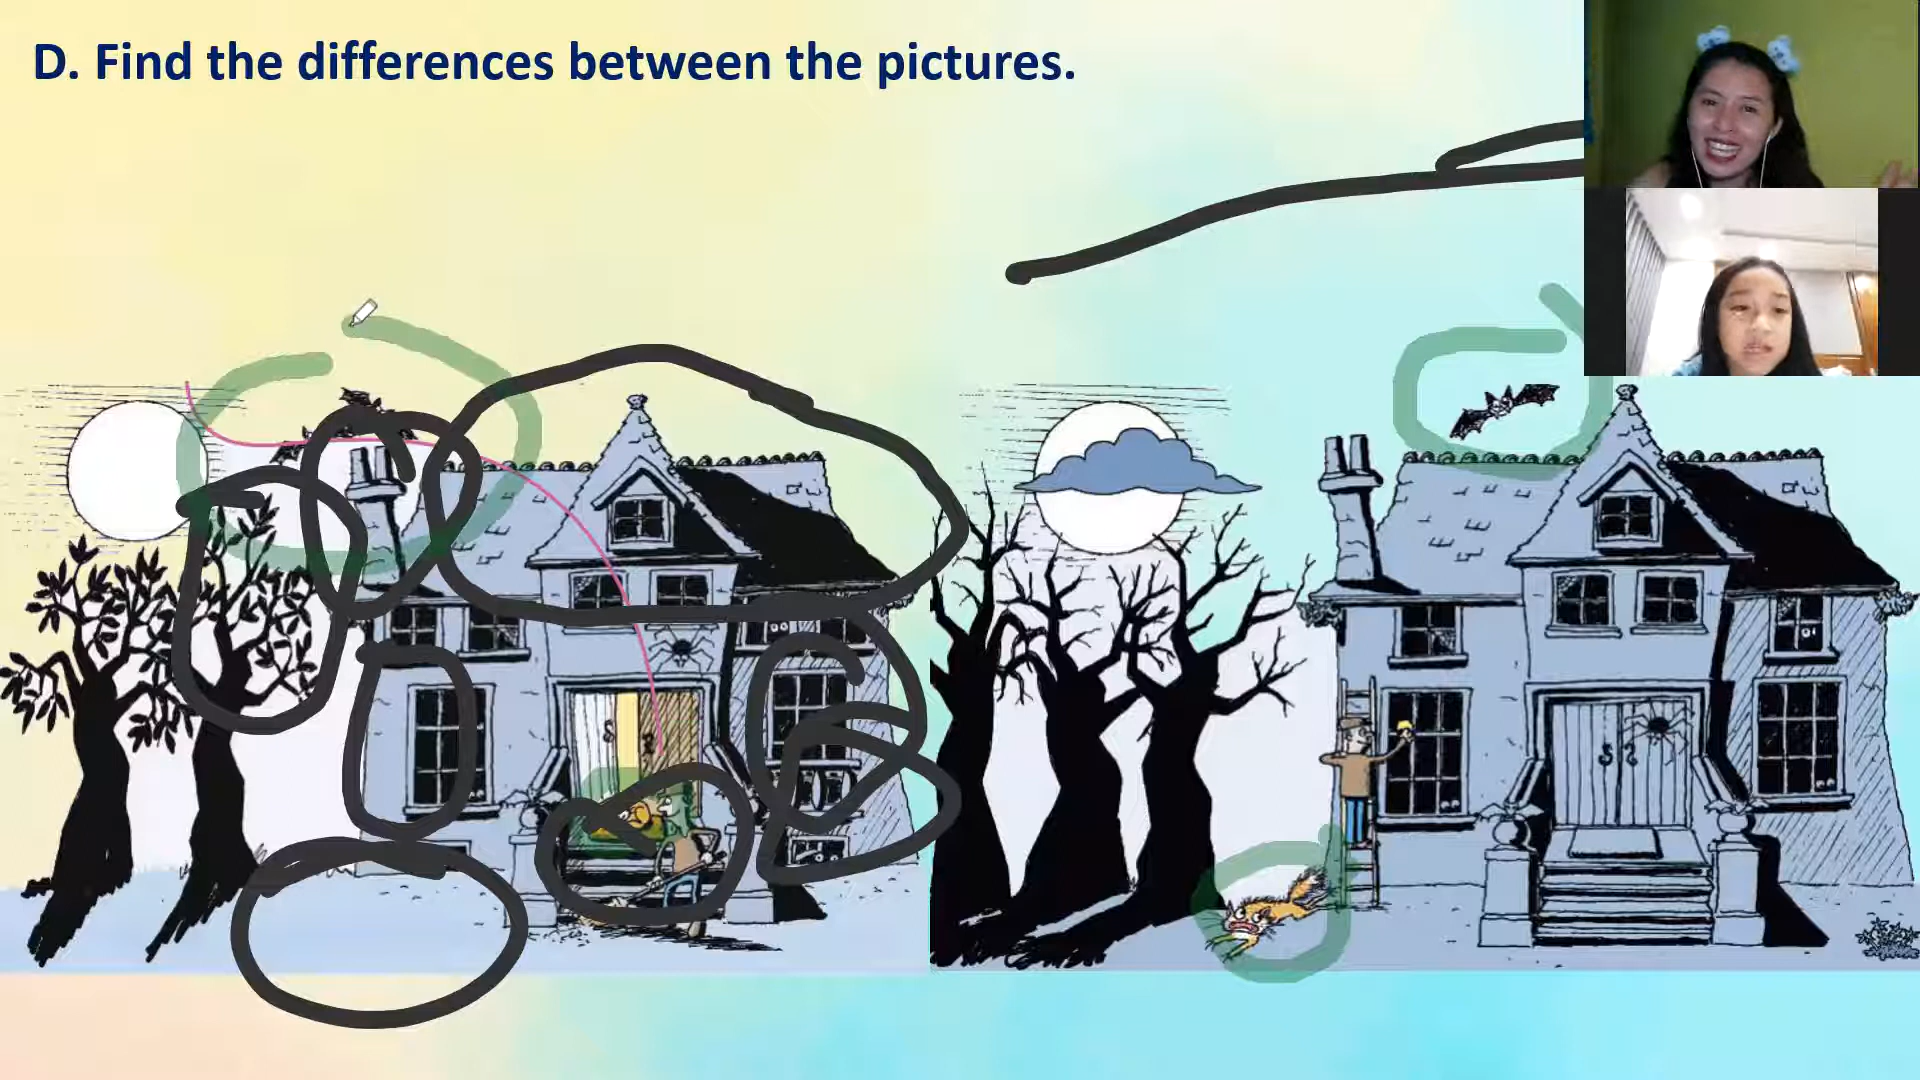 D. Find the differences between the pictures.